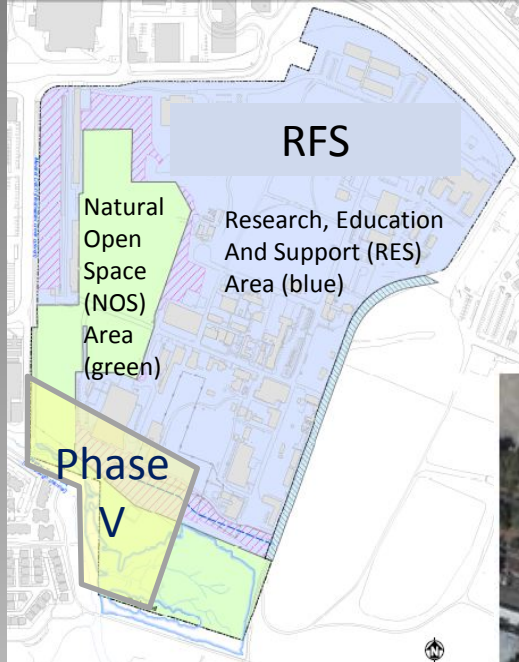 RFS
Natural
Open
Space
(NOS)
Area
(green)
Research, Education
And Support (RES)
Area (blue)
Phase
V